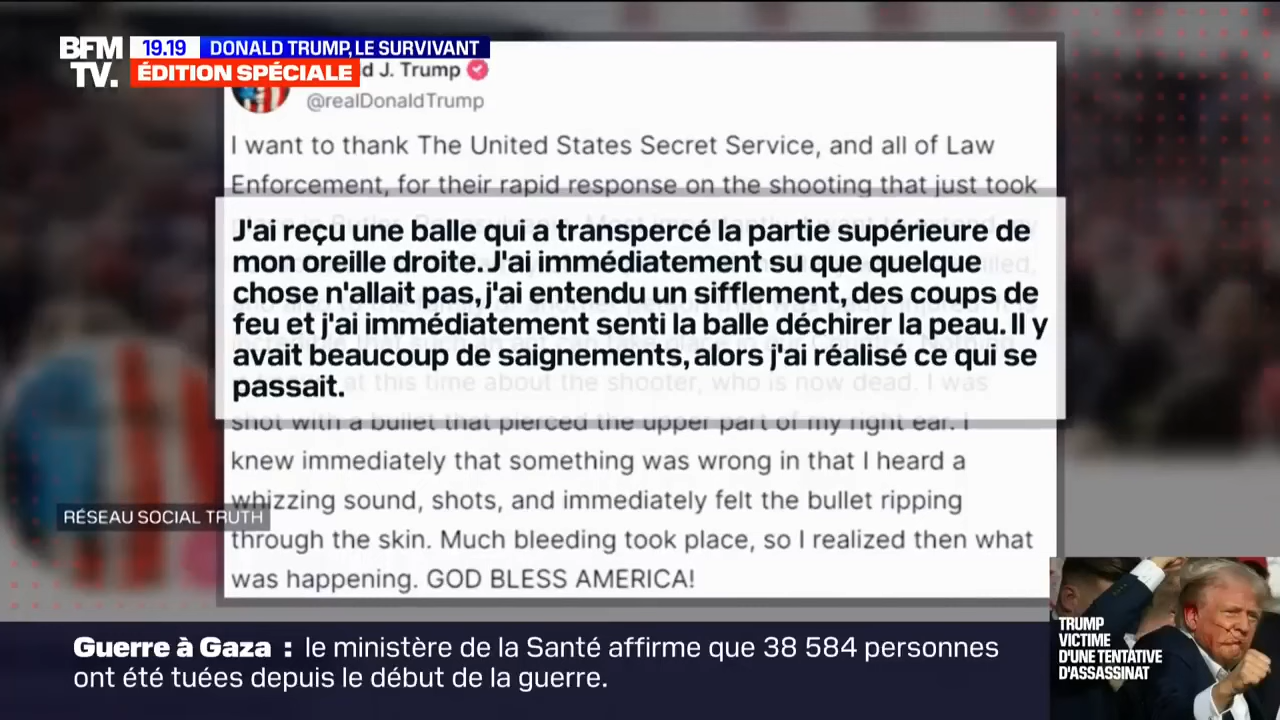 BFM
TV.
19.19 DONALD TRUMP, LE SURVIVANT
ÉDITION SPÉCIALE
d J. Trump
@realDonaldTrump
I want to thank The United States Secret Service, and all of Law
Enforcement, for their rapid response on the shooting that just took
J'ai reçu une balle qui a transpercé la partie supérieure de
mon oreille droite. J'ai immédiatement su que quelque
chose n'allait pas, j'ai entendu un sifflement, des coups de
feu et j'ai immédiatement senti la balle déchirer la peau. Il y
avait beaucoup de saignements, alors j'ai réalisé ce qui se
passait.
at this time about the shooter, who is now dead. I was
shot with a bullet that pierced the upper part of my right ear. I
knew immediately that something was wrong in that I heard a
whizzing sound, shots, and immediately felt the bullet ripping
through the skin. Much bleeding took place, so I realized then what
was happening. GOD BLESS AMERICA!
RÉSEAU SOCIAL TRUTH
Guerre à Gaza : le ministère de la Santé affirme que 38 584 personnes
ont été tuées depuis le début de la guerre.
TRUMP
VICTIME
D'UNE TENTATIVE
D'ASSASSINAT